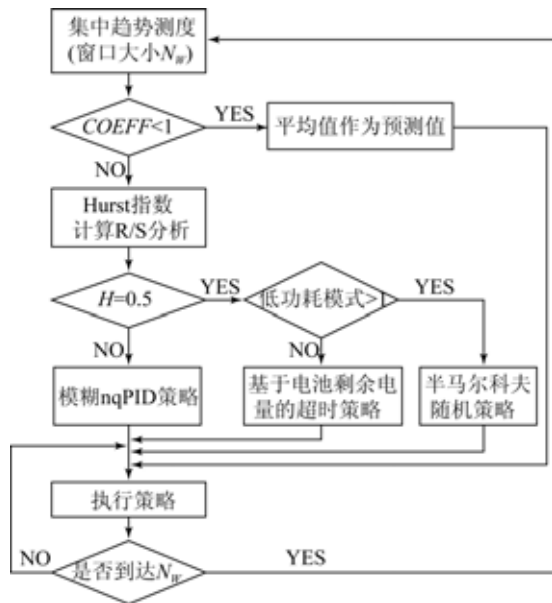 集中趋势测度
(窗口大小N_W)
COEFF<1
YES
平均值作为预测值
NO
Hurst指数
计算R/S分析
H=0.5
YES
低功耗模式>1
YES
NO
NO
模糊nqPID策略
基于电池剩余电
量的超时策略
半马尔科夫
随机策略
执行策略
NO
是否到达N_W
YES